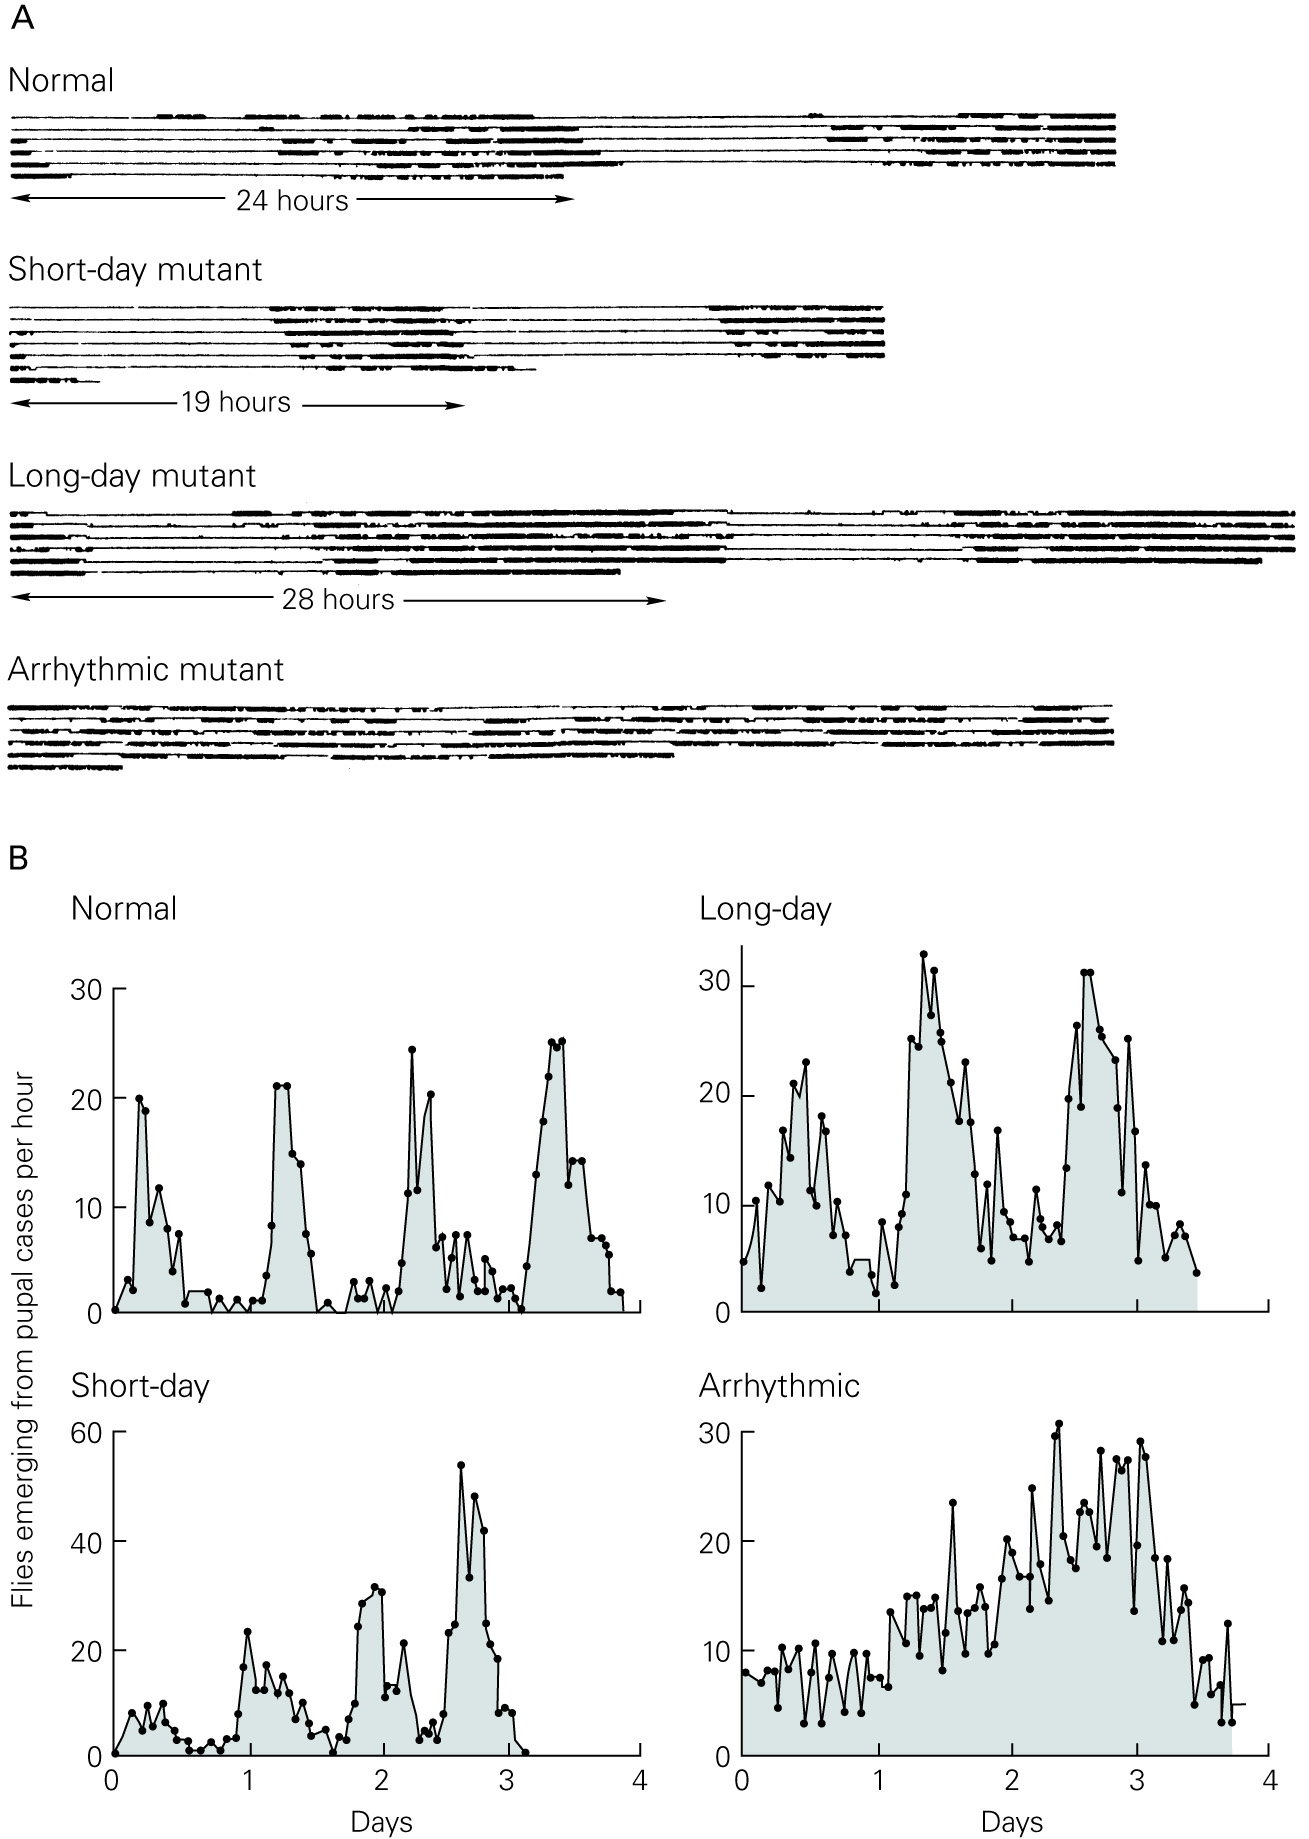 A
Normal
24 hours
Short-day mutant
19 hours
Long-day mutant
28 hours
Arrhythmic mutant
B
Flies emerging from pupal cases per hour
Normal
30
20
10
0
Long-day
30
20
10
0
Short-day
60
40
20
0
0 1 2 3 4
Days
Arrhythmic
30
20
10
0
0 1 2 3 4
Days